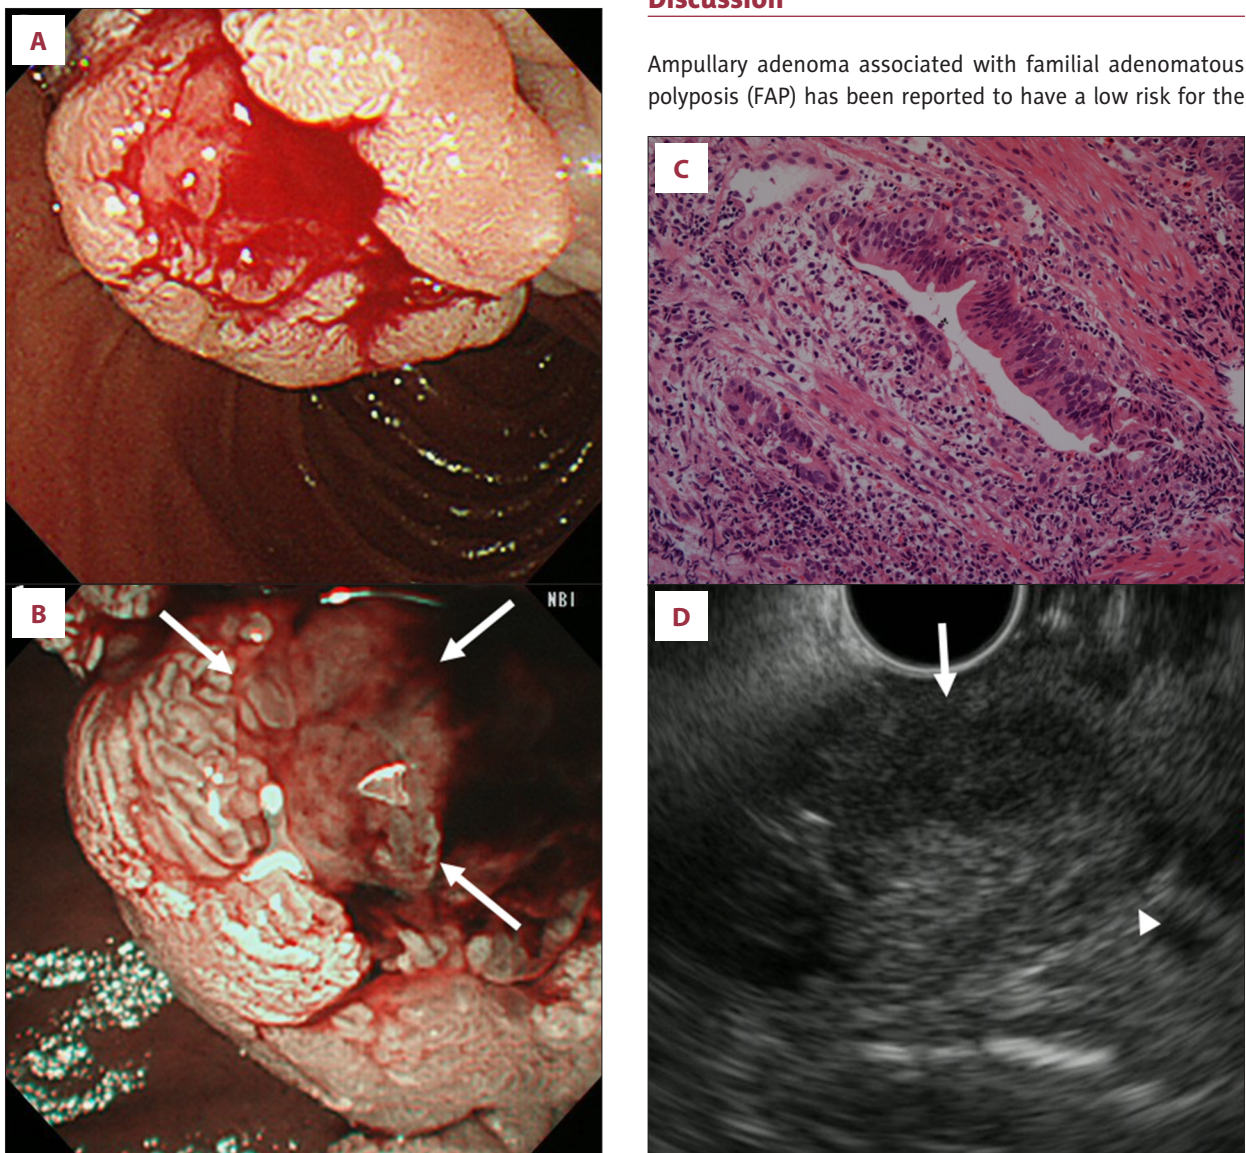 A
B
NBI
Discussion
Ampullary adenoma associated with familial adenomatous
polyposis (FAP) has been reported to have a low risk for the
C
D